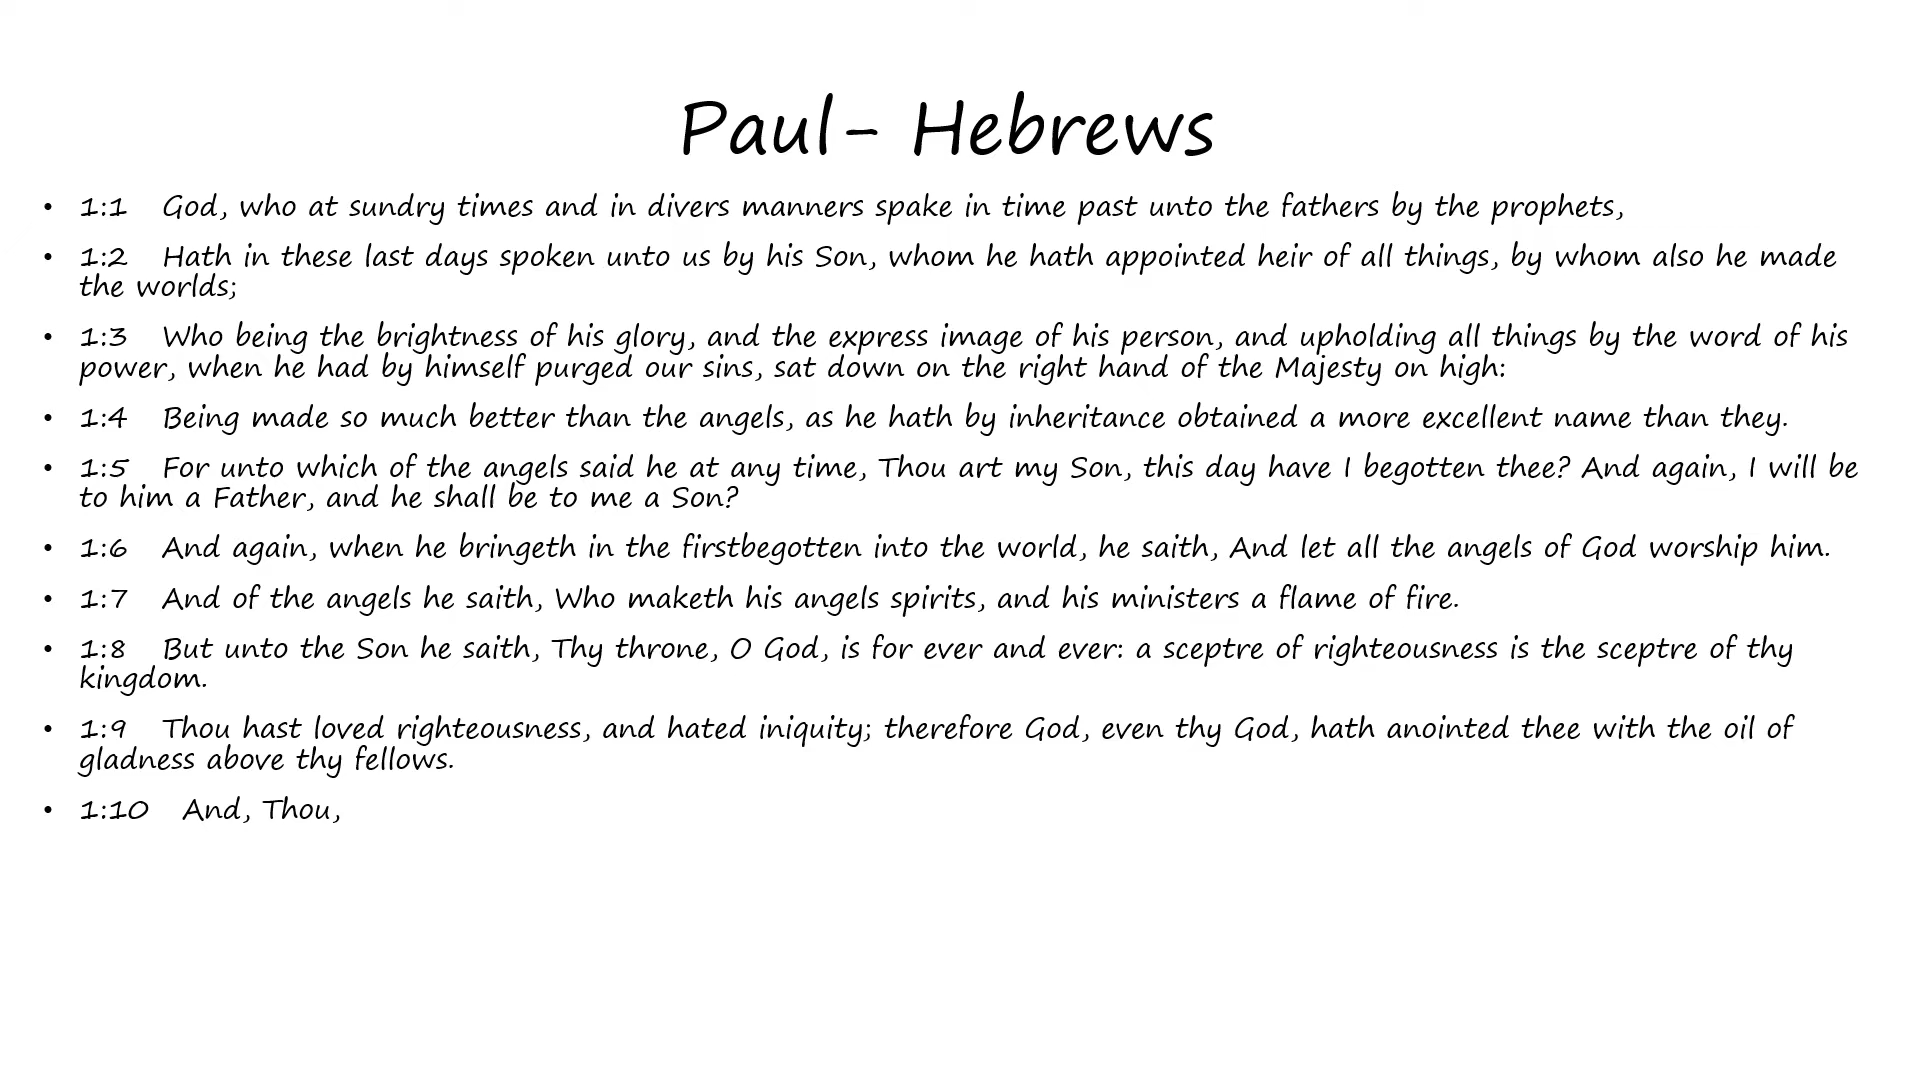 Paul- Hebrews
• 1:1 God, who at sundry times and in divers manners spake in time past unto the fathers by the prophets,
• 1:2 Hath in these last days spoken unto us by his Son, whom he hath appointed heir of all things, by whom also he made
the worlds;
• 1:3 Who being the brightness of his glory, and the express image of his person, and upholding all things by the word of his
power, when he had by himself purged our sins, sat down on the right hand of the Majesty on high:
• 1:4 Being made so much better than the angels, as he hath by inheritance obtained a more excellent name than they.
• 1:5 For unto which of the angels said he at any time, Thou art my Son, this day have I begotten thee? And again, I will be
to him a Father, and he shall be to me a Son?
• 1:6 And again, when he bringeth in the firstbegotten into the world, he saith, And let all the angels of God worship him.
• 1:7 And of the angels he saith, Who maketh his angels spirits, and his ministers a flame of fire.
• 1:8 But unto the Son he saith, Thy throne, O God, is for ever and ever: a sceptre of righteousness is the sceptre of thy
kingdom.
• 1:9 Thou hast loved righteousness, and hated iniquity; therefore God, even thy God, hath anointed thee with the oil of
gladness above thy fellows.
• 1:10 And, Thou,